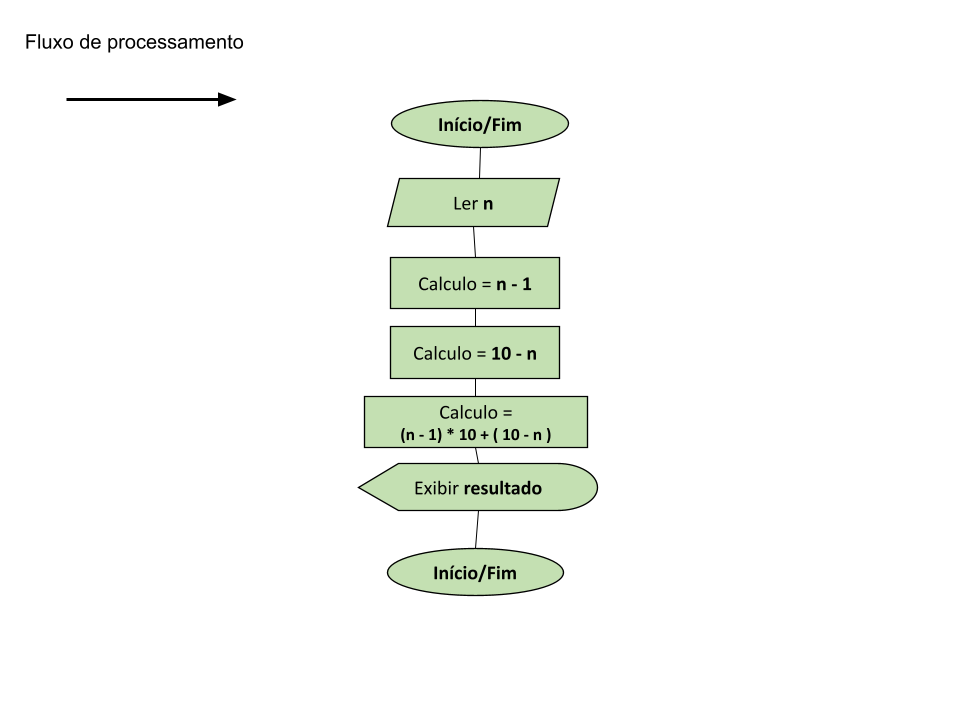 Fluxo de processamento
Início/Fim
Ler n
Calculo = n - 1
Calculo = 10 - n
Calculo =
(n - 1) * 10 + ( 10 - n )
Exibir resultado
Início/Fim